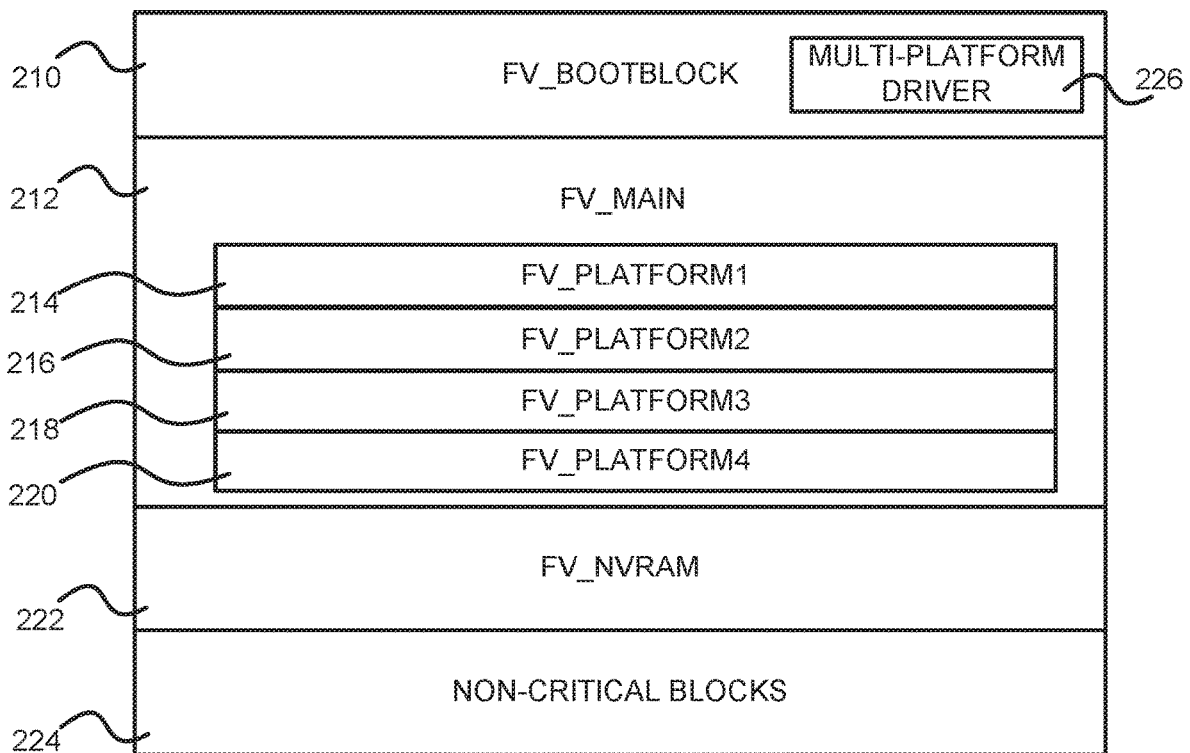 210
FV_BOOTBLOCK
MULTI-PLATFORM
DRIVER
226
212
FV_MAIN
214
FV_PLATFORM1
216
FV_PLATFORM2
218
FV_PLATFORM3
220
FV_PLATFORM4
222
FV_NVRAM
224
NON-CRITICAL BLOCKS